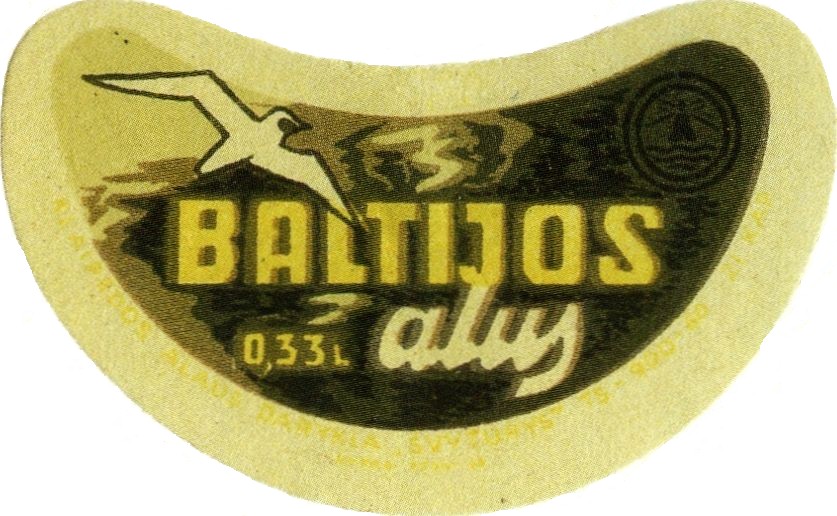 BALTIJOS
alus
0,33 L
KLAIPĖDOS ALAUS DARYKLA „ŠVYTURYS"